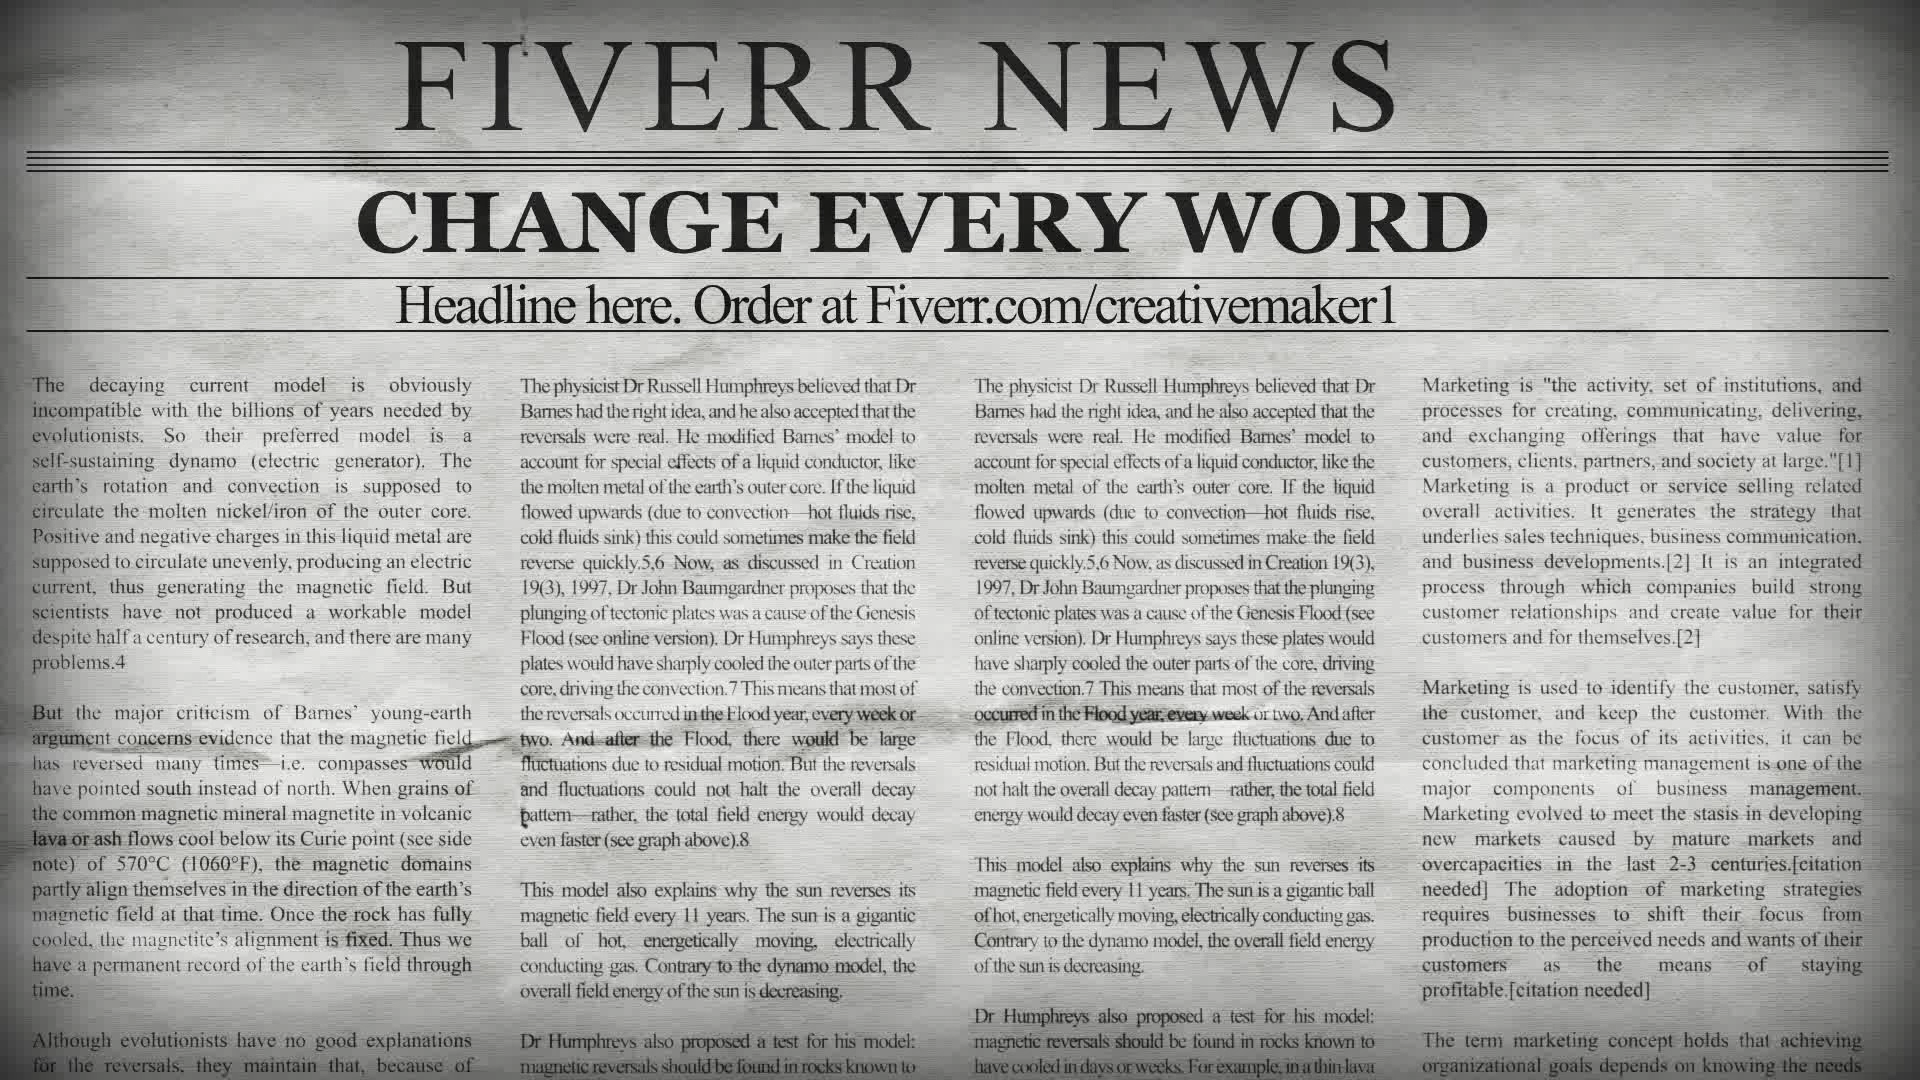 FIVERR NEWS
CHANGE EVERY WORD
Headline here. Order at Fiverr.com/creativemaker1
The decaying current model is obviously
incompatible with the billions of years needed by
evolutionists. So their preferred model is a
self-sustaining dynamo (electric generator). The
earth's rotation and convection is supposed to
circulate the molten nickel/iron of the outer core.
Positive and negative charges in this liquid metal are
supposed to circulate unevenly, producing an electric
current, thus generating the magnetic field. But
scientists have not produced a workable model
despite half a century of research, and there are many
problems.4
But the major criticism of Barnes' young-earth
argument concerns evidence that the magnetic field
has reversed many times—i.e. compasses would
have pointed south instead of north. When grains of
the common magnetic mineral magnetite in volcanic
lava or ash flows cool below its Curie point (see side
note) of 570°C (1060°F), the magnetic domains
partly align themselves in the direction of the earth's
magnetic field at that time. Once the rock has fully
cooled, the magnetite's alignment is fixed. Thus we
have a permanent record of the earth's field through
time.
Although evolutionists have no good explanations
for the reversals, they maintain that, because of
The physicist Dr Russell Humphreys believed that Dr
Barnes had the right idea, and he also accepted that the
reversals were real. He modified Barnes' model to
account for special effects of a liquid conductor, like
the molten metal of the earth's outer core. If the liquid
flowed upwards (due to convection—hot fluids rise,
cold fluids sink) this could sometimes make the field
reverse quickly.5,6 Now, as discussed in Creation
19(3), 1997, Dr John Baumgardner proposes that the
plunging of tectonic plates was a cause of the Genesis
Flood (see online version). Dr Humphreys says these
plates would have sharply cooled the outer parts of the
core, driving the convection.7 This means that most of
the reversals occurred in the Flood year, every week or
two. And after the Flood, there would be large
fluctuations due to residual motion. But the reversals
and fluctuations could not halt the overall decay
pattern—rather, the total field energy would decay
even faster (see graph above).8
This model also explains why the sun reverses its
magnetic field every 11 years. The sun is a gigantic
ball of hot, energetically moving, electrically
conducting gas. Contrary to the dynamo model, the
overall field energy of the sun is decreasing.
Dr Humphreys also proposed a test for his model:
magnetic reversals should be found in rocks known to
The physicist Dr Russell Humphreys believed that Dr
Barnes had the right idea, and he also accepted that the
reversals were real. He modified Barnes' model to
account for special effects of a liquid conductor, like the
molten metal of the earth's outer core. If the liquid
flowed upwards (due to convection—hot fluids rise,
cold fluids sink) this could sometimes make the field
reverse quickly.5,6 Now, as discussed in Creation 19(3),
1997, Dr John Baumgardner proposes that the plunging
of tectonic plates was a cause of the Genesis Flood (see
online version). Dr Humphreys says these plates would
have sharply cooled the outer parts of the core, driving
the convection.7 This means that most of the reversals
occurred in the Flood year, every week or two. And after
the Flood, there would be large fluctuations due to
residual motion. But the reversals and fluctuations could
not halt the overall decay pattern—rather, the total field
energy would decay even faster (see graph above).8
This model also explains why the sun reverses its
magnetic field every 11 years. The sun is a gigantic ball
of hot, energetically moving, electrically conducting gas.
Contrary to the dynamo model, the overall field energy
of the sun is decreasing.
Dr Humphreys also proposed a test for his model:
magnetic reversals should be found in rocks known to
have cooled in days or weeks. For example, in a thin lava
Marketing is "the activity, set of institutions, and
processes for creating, communicating, delivering,
and exchanging offerings that have value for
customers, clients, partners, and society at large."[1]
Marketing is a product or service selling related
overall activities. It generates the strategy that
underlies sales techniques, business communication,
and business developments.[2] It is an integrated
process through which companies build strong
customer relationships and create value for their
customers and for themselves.[2]
Marketing is used to identify the customer, satisfy
the customer, and keep the customer. With the
customer as the focus of its activities, it can be
concluded that marketing management is one of the
major components of business management.
Marketing evolved to meet the stasis in developing
new markets caused by mature markets and
overcapacities in the last 2-3 centuries.[citation
needed] The adoption of marketing strategies
requires businesses to shift their focus from
production to the perceived needs and wants of their
customers as the means of staying
profitable.[citation needed]
The term marketing concept holds that achieving
organizational goals depends on knowing the needs